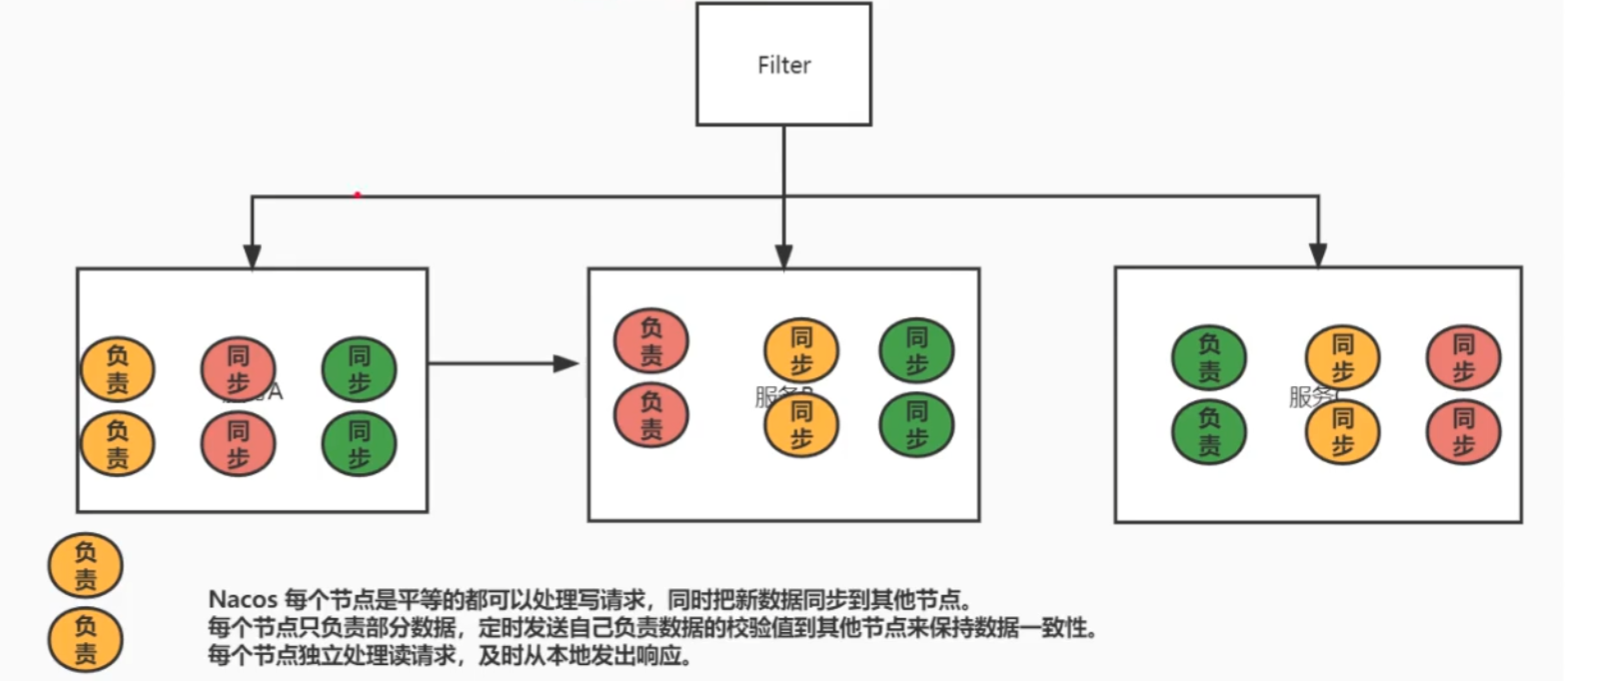 Filter
负责 同步 同步
负责 同步 同步
负责 同步 同步
负责 同步 同步
服务
负责 同步 同步
负责 同步 同步
服务
负责
负责
Nacos 每个节点是平等的都可以处理写请求，同时把新数据同步到其他节点。
每个节点只负责部分数据，定时发送自己负责数据的校验值到其他节点来保持数据一致性。
每个节点独立处理读请求，及时从本地发出响应。